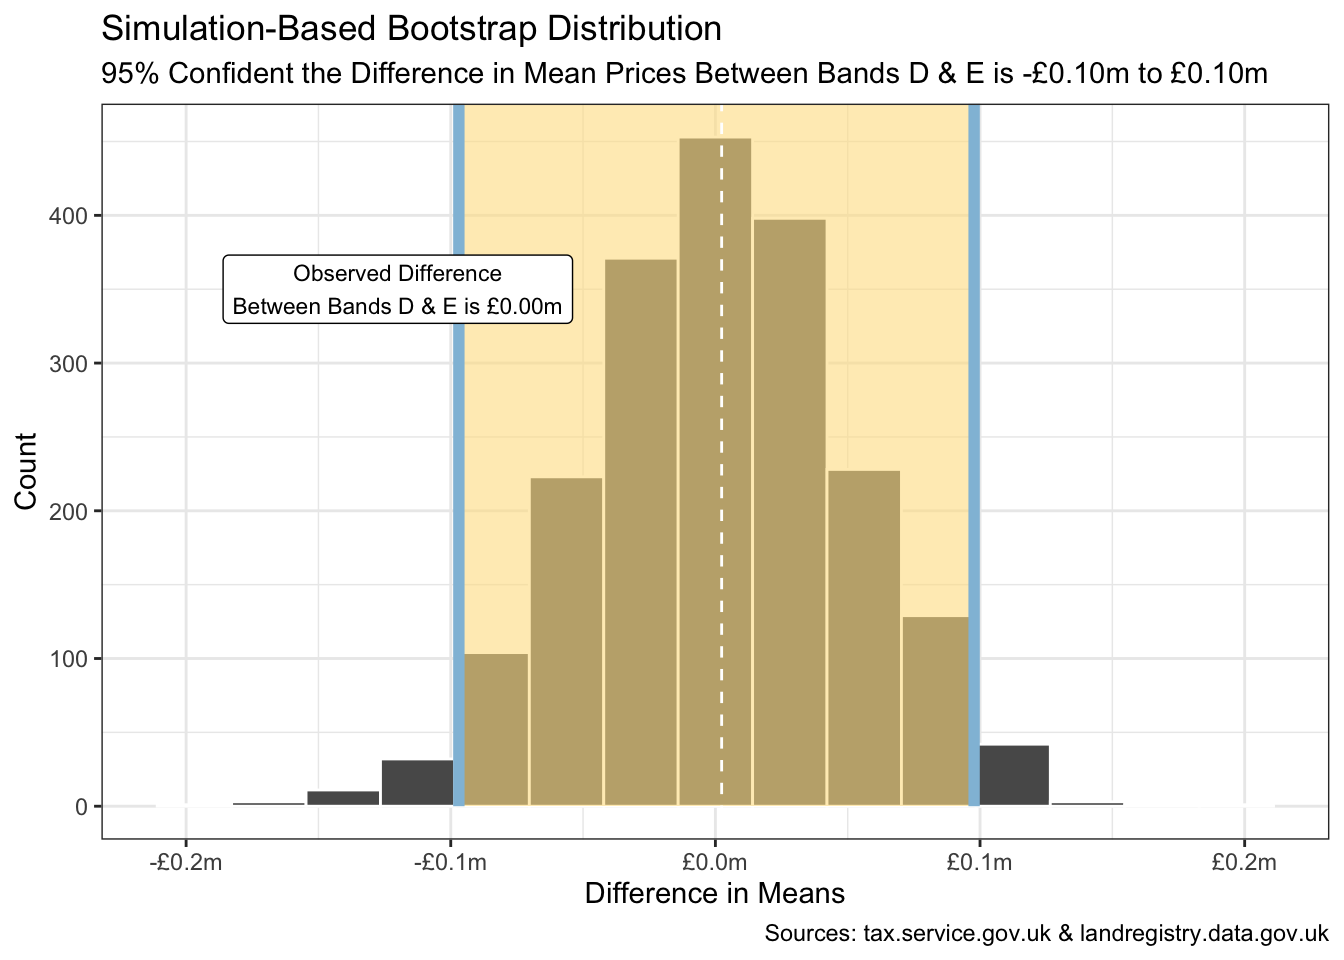 Simulation-Based Bootstrap Distribution
95% Confident the Difference in Mean Prices Between Bands D & E is -£0.10m to £0.10m
Count
400
300
200
100
0
Observed Difference
Between Bands D & E is £0.00m
-£0.2m
-£0.1m
£0.0m
£0.1m
£0.2m
Difference in Means
Sources: tax.service.gov.uk & landregistry.data.gov.uk